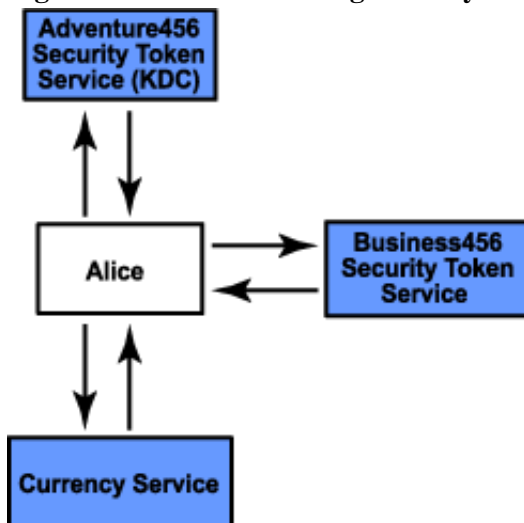 Adventure456
Security Token
Service (KDC)
Alice
Business456
Security Token
Service
Currency Service